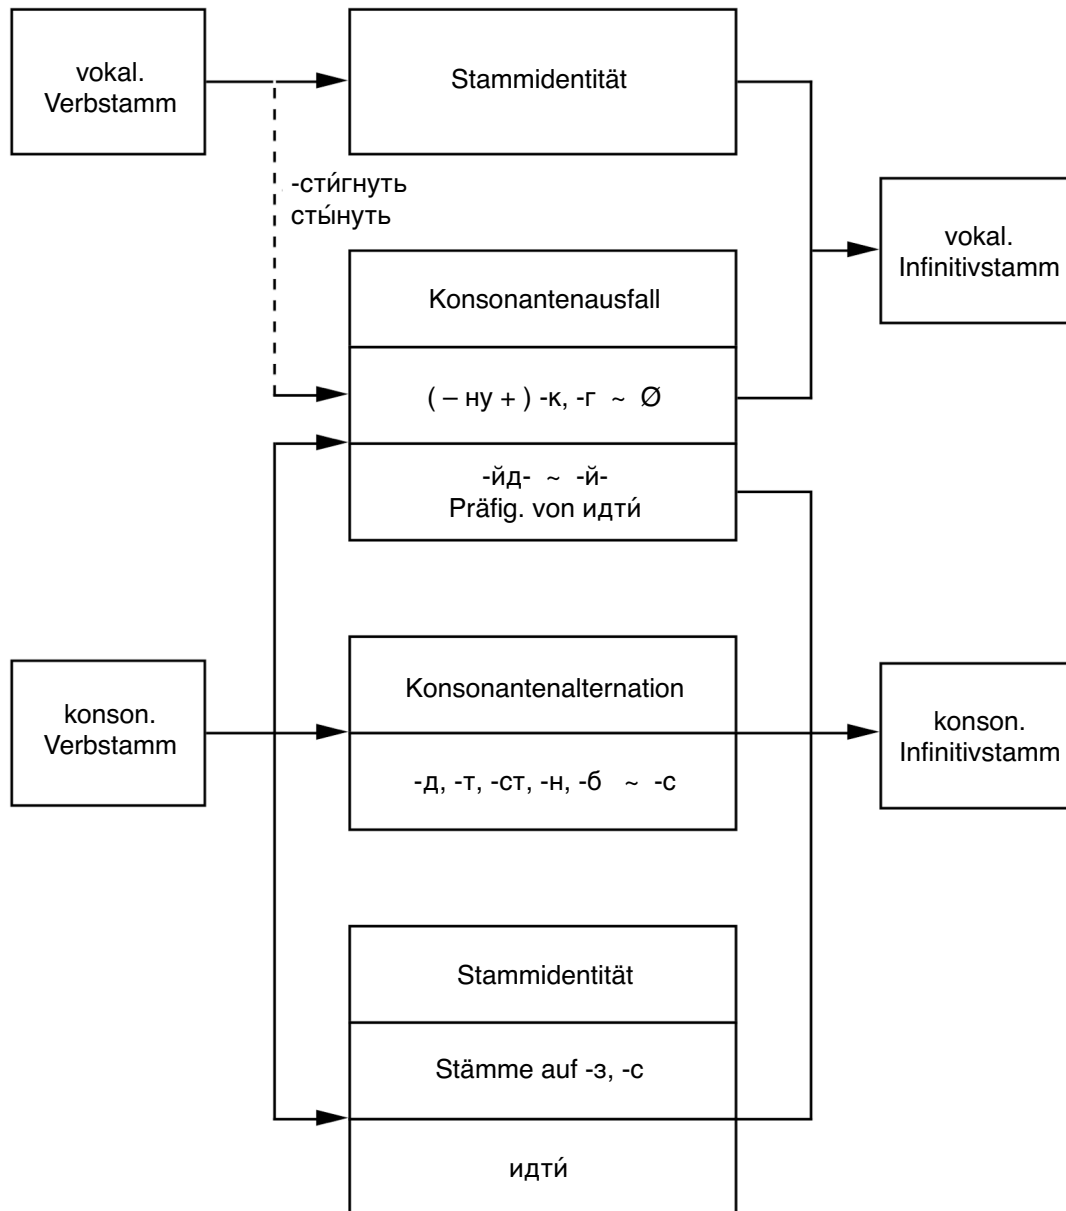 vokal.
Verbstamm
Stammidentität
-сти́гнуть
сты́нуть
vokal.
Infinitivstamm
Konsonantenausfall
( – ну + ) -к, -г ~ Ø
-йд- ~ -й-
Präfig. von идти́
konson.
Verbstamm
Konsonantenalternation
-д, -т, -ст, -н, -б ~ -с
konson.
Infinitivstamm
Stammidentität
Stämme auf -з, -с
идти́